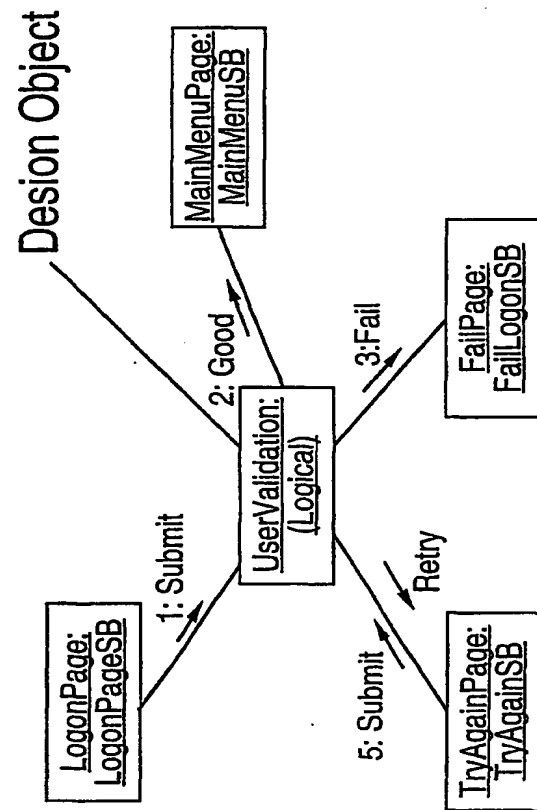 Desion Object
LogonPage:
LogonPageSB
1: Submit
2: Good
MainMenuPage:
MainMenuSB
UserValidation:
(Logical)
5: Submit
Retry
3:Fail
TryAgainPage:
TryAgainSB
FailPage:
FailLogonSB